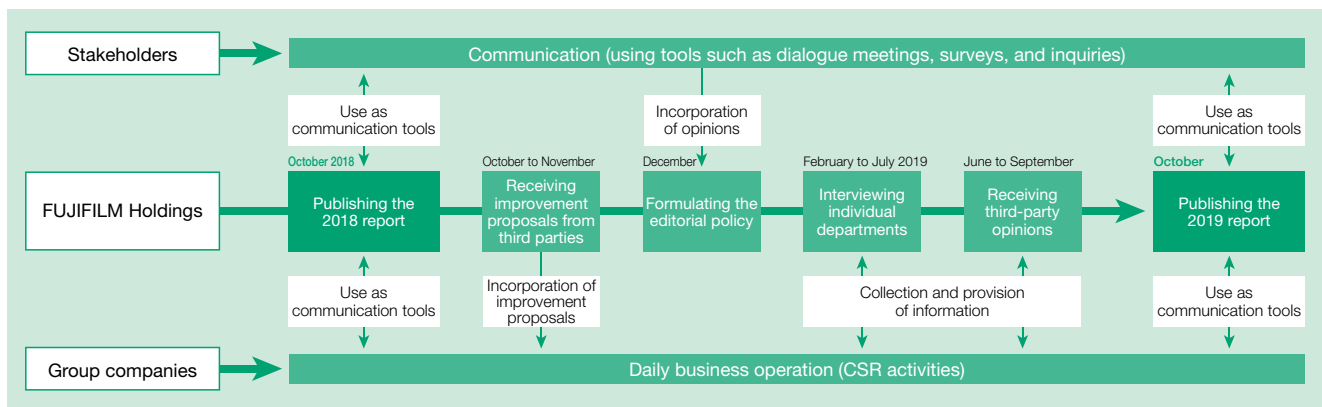 Stakeholders
Communication (using tools such as dialogue meetings, surveys, and inquiries)
Use as
communication tools
Incorporation
of opinions
Use as
communication tools
FUJIFILM Holdings
October 2018
Publishing the
2018 report
October to November
Receiving
improvement
proposals from
third parties
December
Formulating the
editorial policy
February to July 2019
Interviewing
individual
departments
June to September
Receiving
third-party
opinions
October
Publishing the
2019 report
Use as
communication tools
Incorporation of
improvement
proposals
Collection and provision
of information
Use as
communication tools
Group companies
Daily business operation (CSR activities)